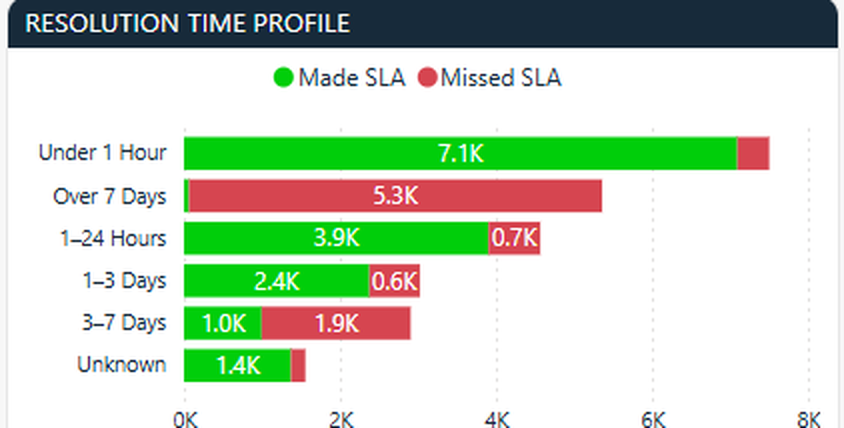 RESOLUTION TIME PROFILE
Made SLA Missed SLA
Under 1 Hour 7.1K
Over 7 Days 5.3K
1–24 Hours 3.9K 0.7K
1–3 Days 2.4K 0.6K
3–7 Days 1.0K 1.9K
Unknown 1.4K
0K 2K 4K 6K 8K